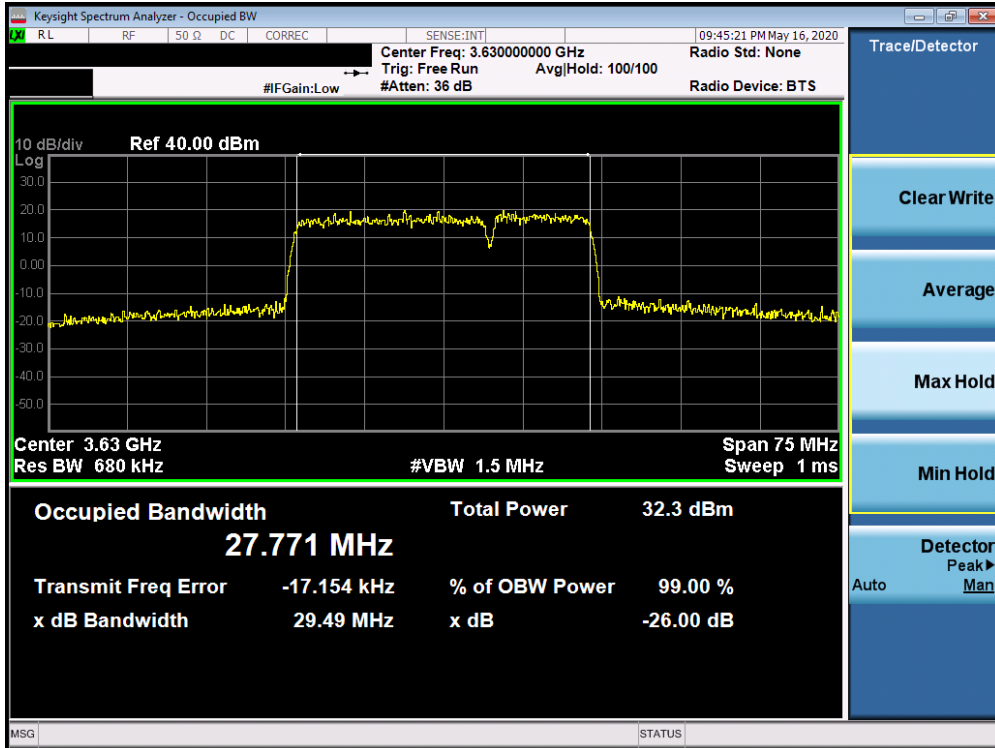 Keysight Spectrum Analyzer - Occupied BW
LXI RL RF 50 Ω DC CORREC SENSE:INT 09:45:21 PM May 16, 2020
Center Freq: 3.630000000 GHz Radio Std: None
Trig: Free Run Avg|Hold: 100/100
#IFGain:Low #Atten: 36 dB Radio Device: BTS
10 dB/div Ref 40.00 dBm
Log
30.0
20.0
10.0
0.00
-10.0
-20.0
-30.0
-40.0
-50.0
Center 3.63 GHz Span 75 MHz
Res BW 680 kHz #VBW 1.5 MHz Sweep 1 ms
Occupied Bandwidth Total Power 32.3 dBm
27.771 MHz
Transmit Freq Error -17.154 kHz % of OBW Power 99.00 %
x dB Bandwidth 29.49 MHz x dB -26.00 dB
MSG STATUS
Trace/Detector
Clear Write
Average
Max Hold
Min Hold
Detector
Peak▶
Auto Man